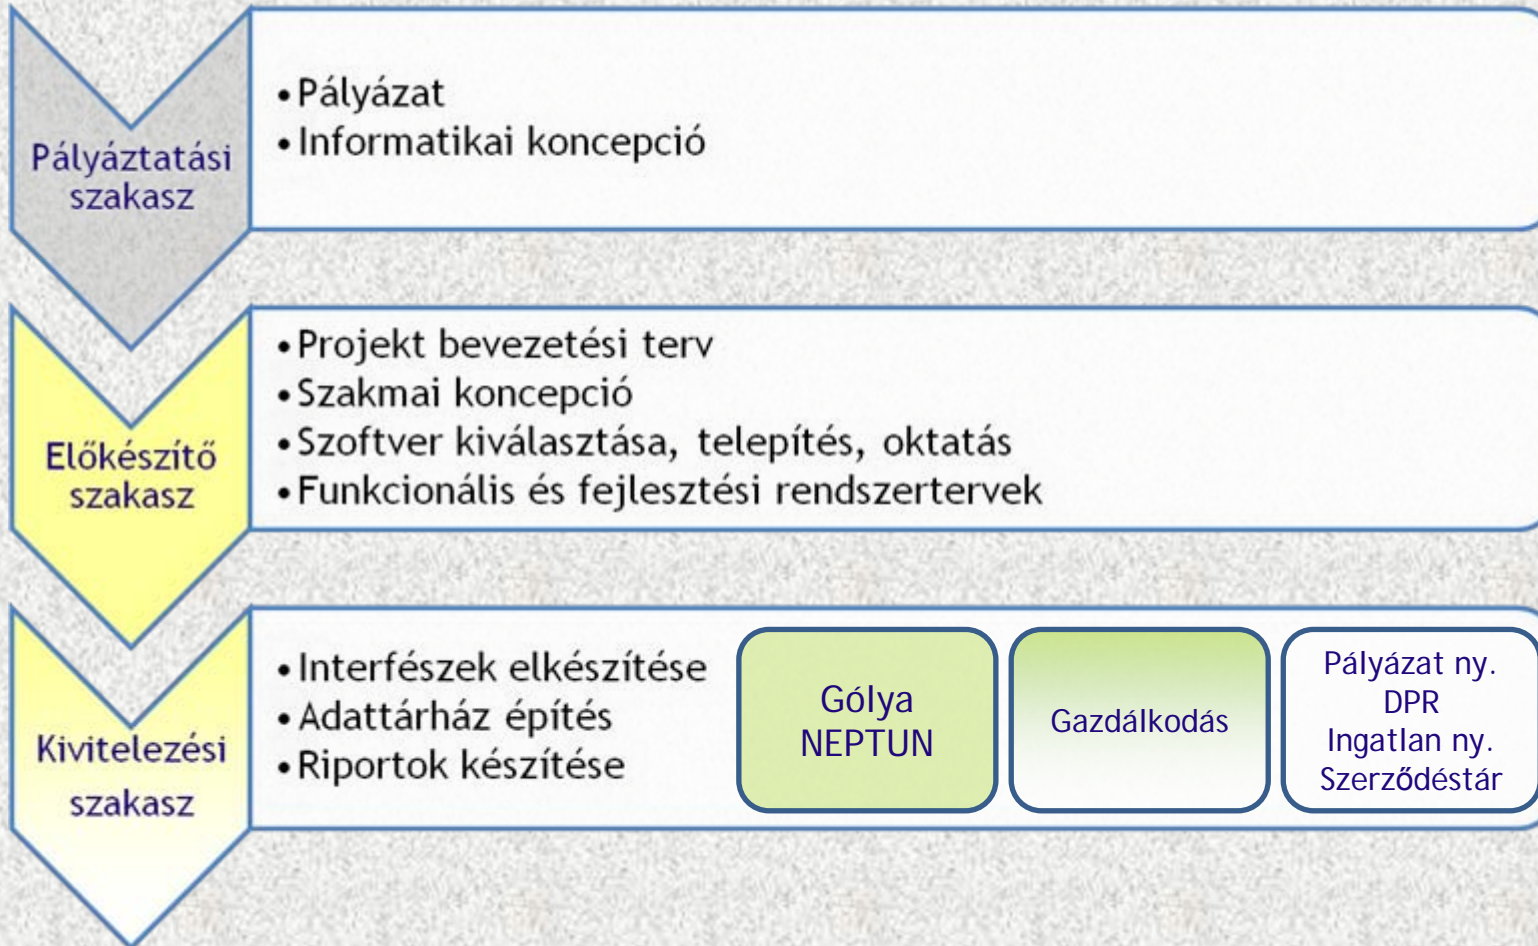 Pályáztatási
szakasz
• Pályázat
• Informatikai koncepció
Előkészítő
szakasz
• Projekt bevezetési terv
• Szakmai koncepció
• Szoftver kiválasztása, telepítés, oktatás
• Funkcionális és fejlesztési rendszertervek
Kivitelezési
szakasz
• Interfészek elkészítése
• Adattárház építés
• Riportok készítése
Gólya
NEPTUN
Gazdálkodás
Pályázat ny.
DPR
Ingatlan ny.
Szerződéstár